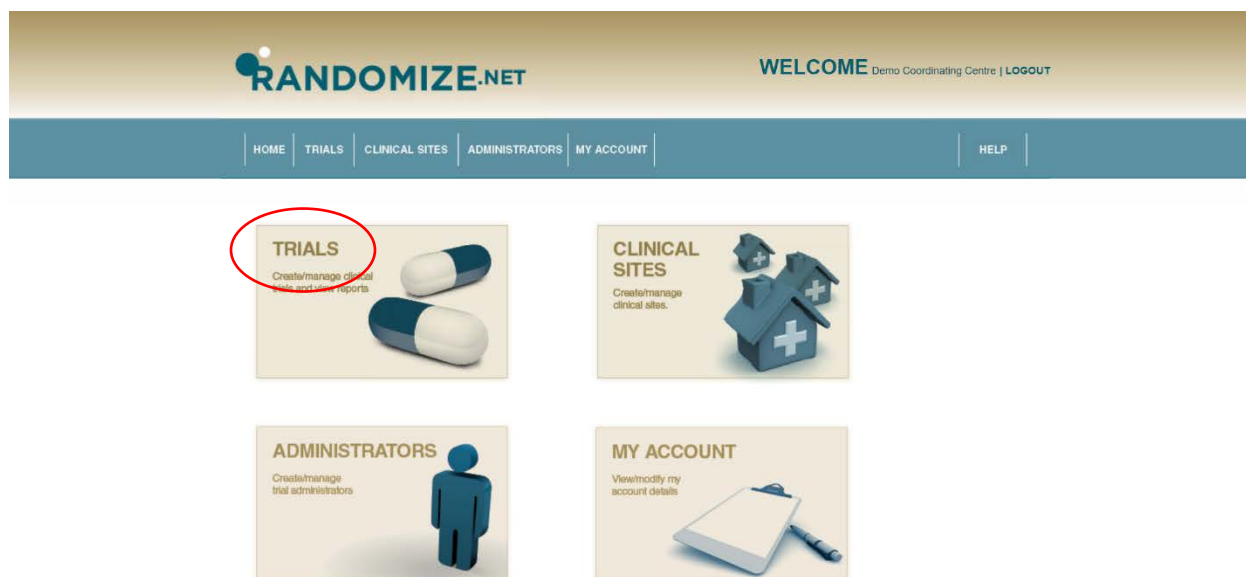 RANDOMIZE.NET
WELCOME Demo Coordinating Centre | LOGOUT
HOME TRIALS CLINICAL SITES ADMINISTRATORS MY ACCOUNT HELP
TRIALS
Create/manage clinical
trials and view reports
CLINICAL
SITES
Create/manage
clinical sites.
ADMINISTRATORS
Create/manage
trial administrators
MY ACCOUNT
View/modify my
account details